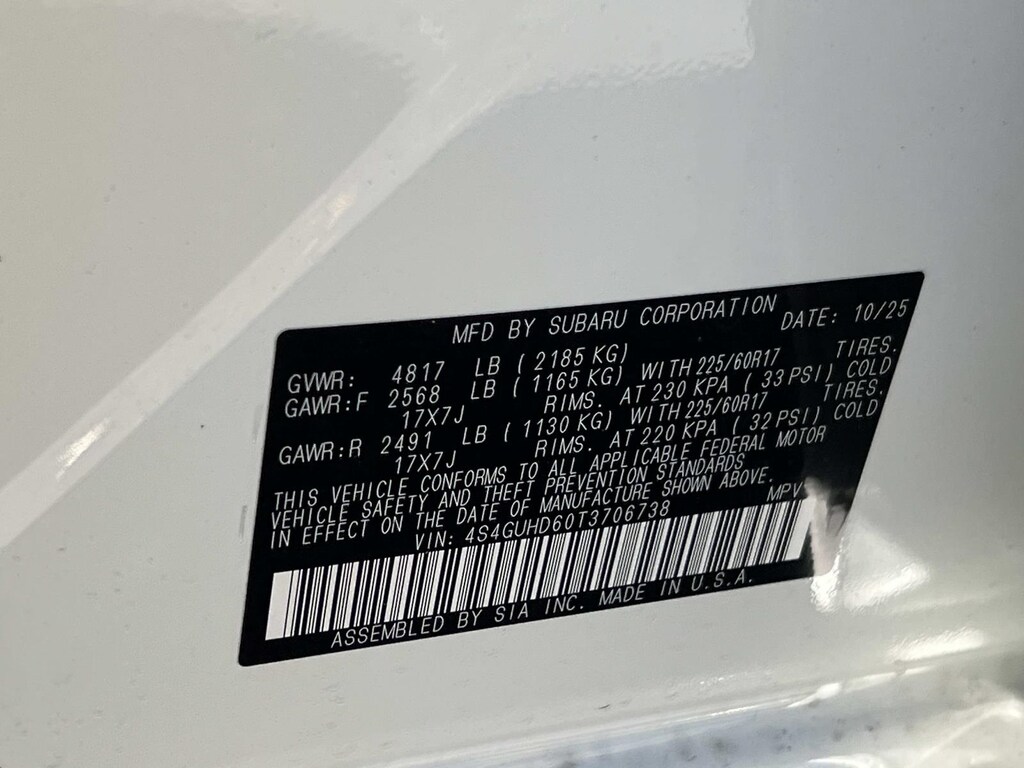 MFD BY SUBARU CORPORATION DATE: 10/25
GVWR: 4817 LB ( 2185 KG)
GAWR:F 2568 LB ( 1165 KG) WITH 225/60R17 TIRES.
17X7J RIMS. AT 230 KPA ( 33 PSI) COLD
GAWR:R 2491 LB ( 1130 KG) WITH 225/60R17 TIRES.
17X7J RIMS. AT 220 KPA ( 32 PSI) COLD
THIS VEHICLE CONFORMS TO ALL APPLICABLE FEDERAL MOTOR
VEHICLE SAFETY AND THEFT PREVENTION STANDARDS
IN EFFECT ON THE DATE OF MANUFACTURE SHOWN ABOVE.
VIN: 4S4GUHD60T3706738 MPV
ASSEMBLED BY SIA INC. MADE IN U.S.A.